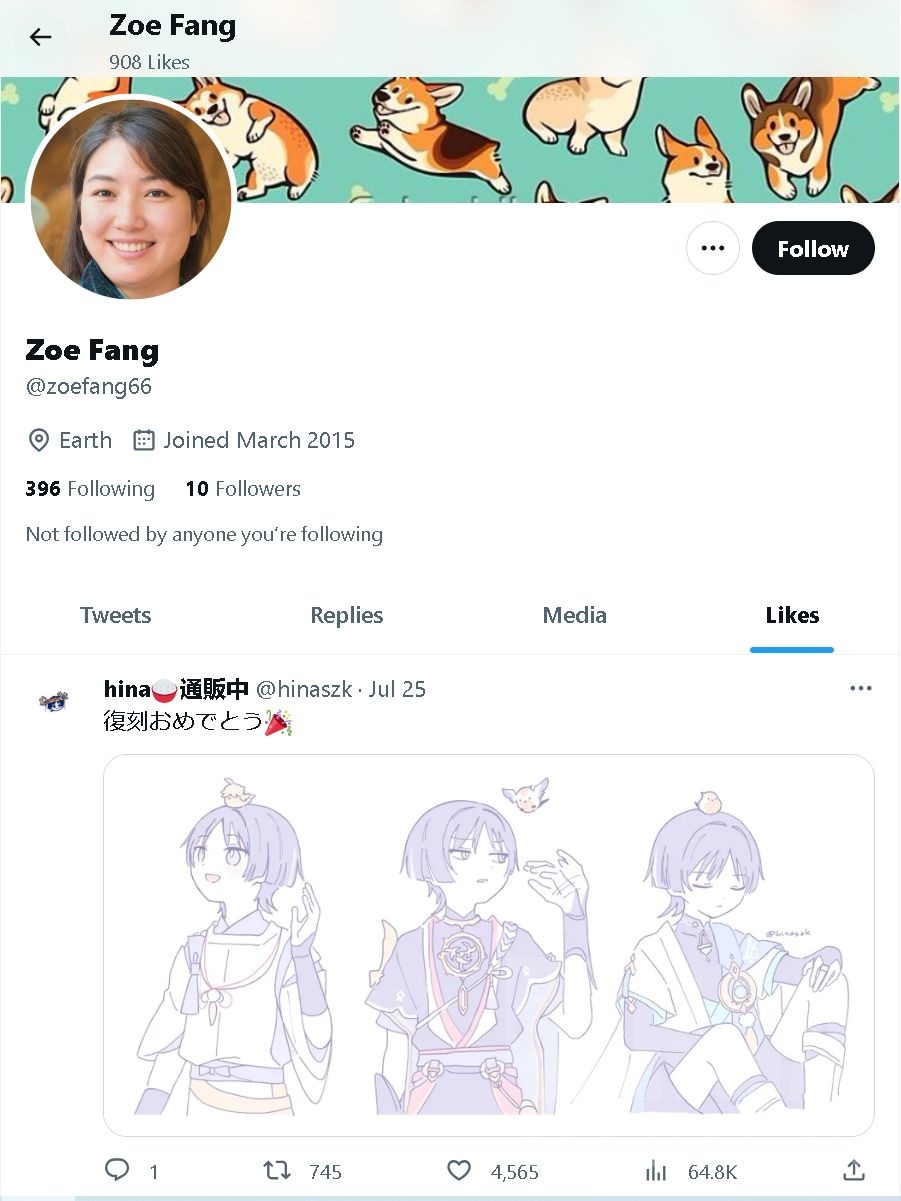 Zoe Fang
908 Likes
Follow
Zoe Fang
@zoefang66
Earth Joined March 2015
396 Following 10 Followers
Not followed by anyone you’re following
Tweets Replies Media Likes
hina🍚通販中 @hinaszk · Jul 25
復刻おめでとう🎉
@hinaszk
1 745 4,565 64.8K